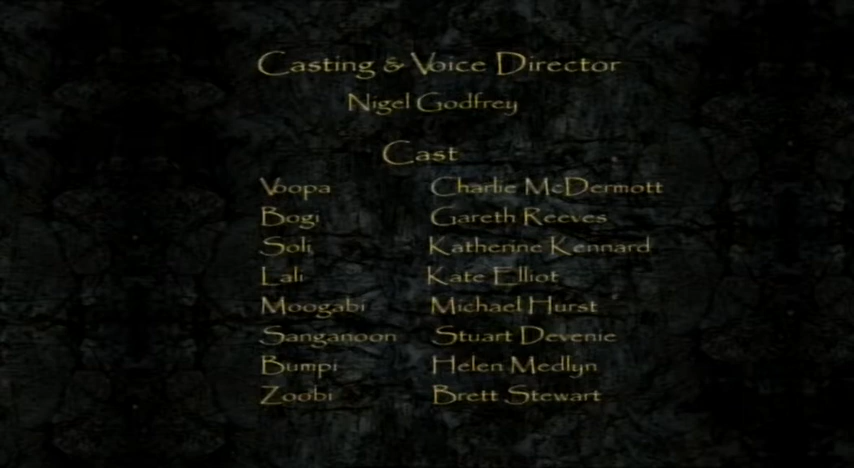 Casting & Voice Director
Nigel Godfrey
Cast
Voopa Charlie McDermott
Bogi Gareth Reeves
Soli Katherine Kennard
Lali Kate Elliot
Moogabi Michael Hurst
Sanganoon Stuart Devenie
Bumpi Helen Medlyn
Zoobi Brett Stewart